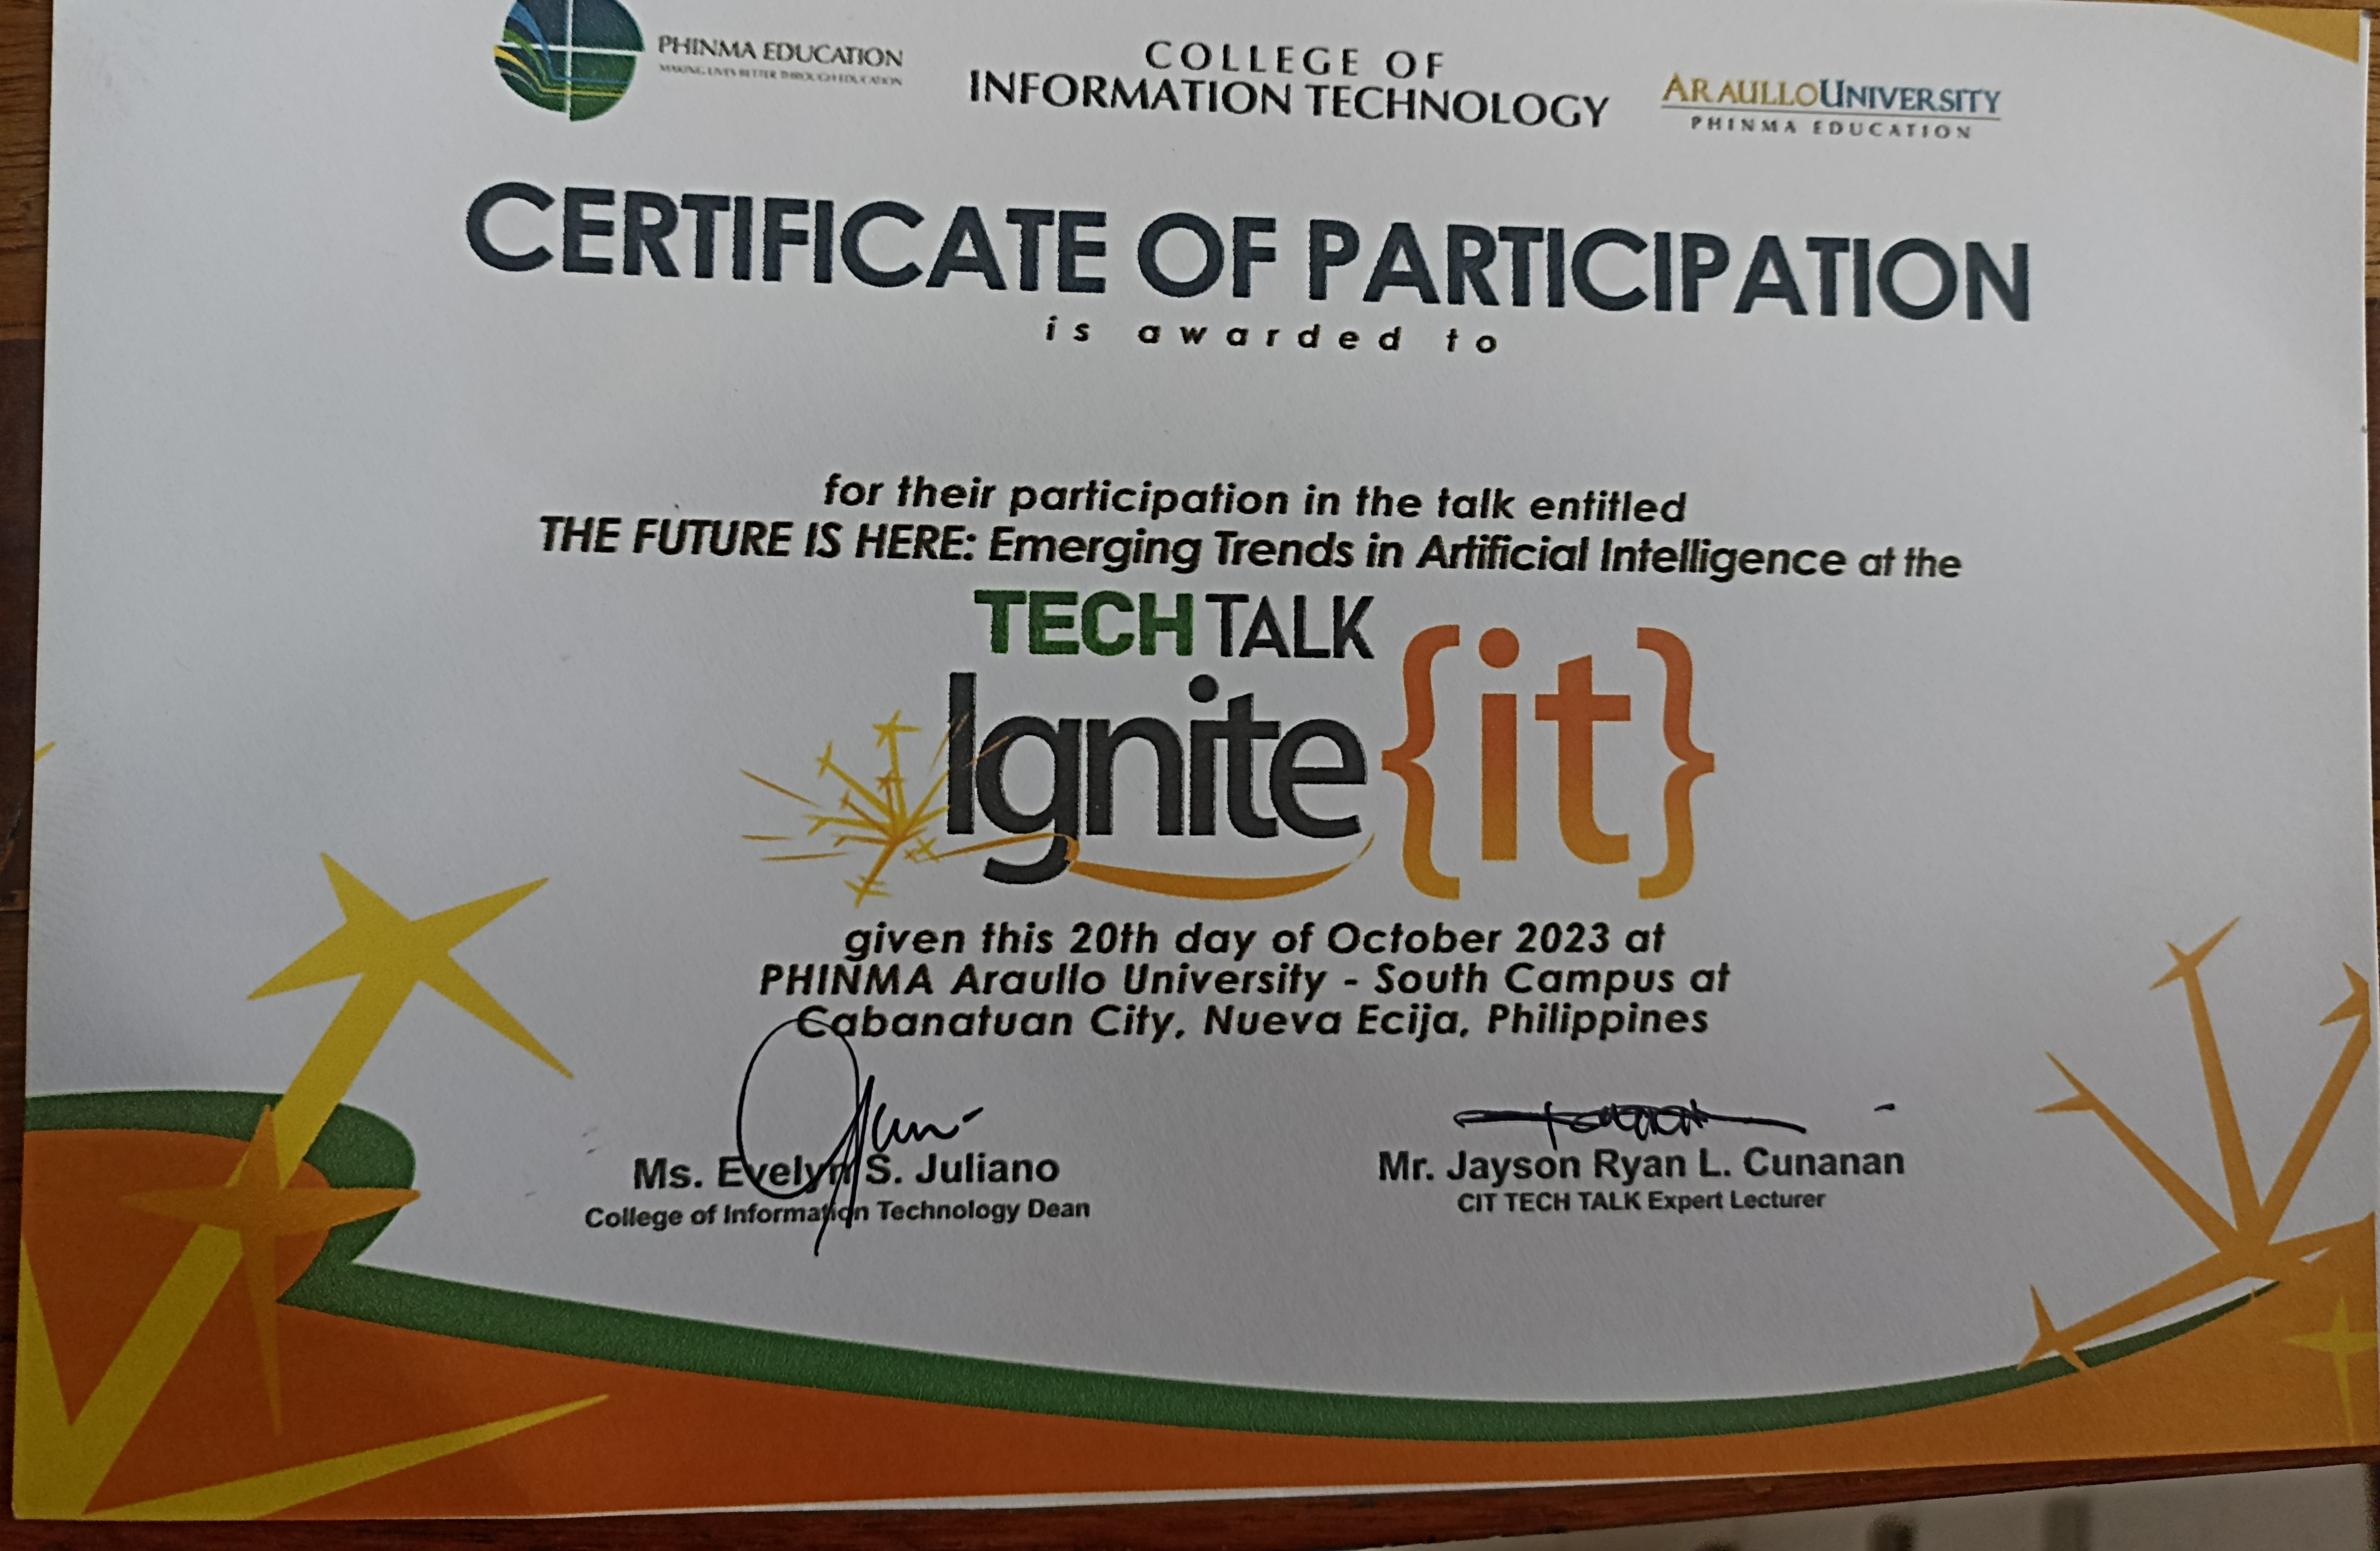 PHINMA EDUCATION
MAKING LIVES BETTER THROUGH EDUCATION
COLLEGE OF
INFORMATION TECHNOLOGY
ARAULLO UNIVERSITY
PHINMA EDUCATION
CERTIFICATE OF PARTICIPATION
is awarded to
for their participation in the talk entitled
THE FUTURE IS HERE: Emerging Trends in Artificial Intelligence at the
TECH TALK
Ignite {it}
given this 20th day of October 2023 at
PHINMA Araullo University - South Campus at
Cabanatuan City, Nueva Ecija, Philippines
Ms. Evelyn S. Juliano
College of Information Technology Dean
Mr. Jayson Ryan L. Cunanan
CIT TECH TALK Expert Lecturer